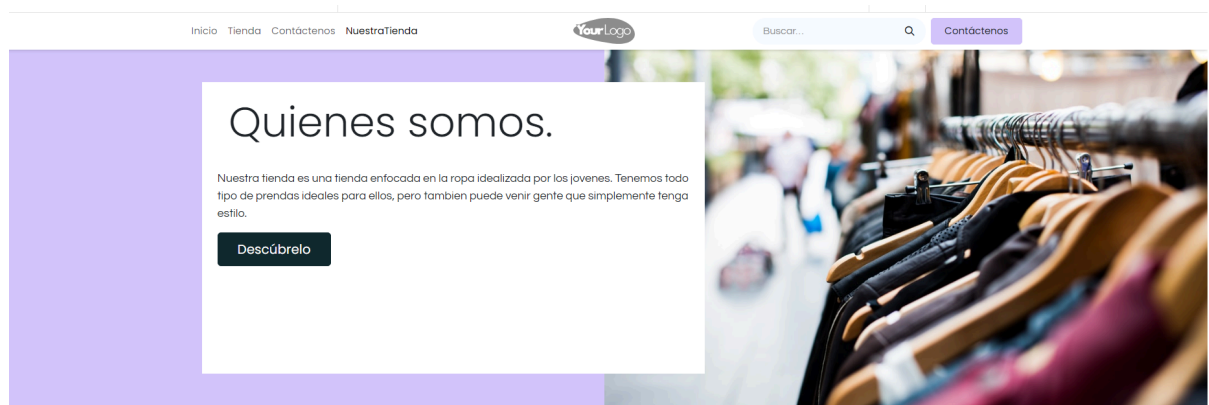 Inicio Tienda Contáctenos NuestraTienda YourLogo Buscar... Contáctenos
Quienes somos.
Nuestra tienda es una tienda enfocada en la ropa idealizada por los jovenes. Tenemos todo
tipo de prendas ideales para ellos, pero tambien puede venir gente que simplemente tenga
estilo.
Descúbrelo